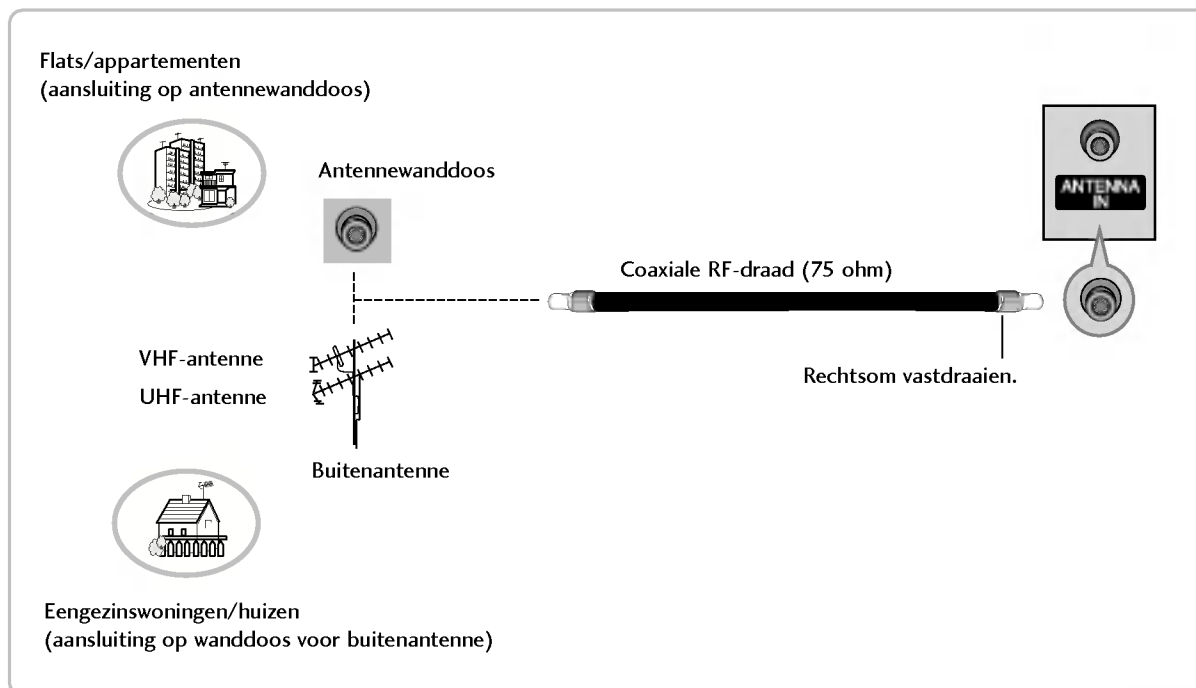 Flats/appartementen
(aansluiting op antennewanddoos)
Antennewanddoos
ANTENNA
IN
Coaxiale RF-draad (75 ohm)
Rechtsom vastdraaien.
VHF-antenne
UHF-antenne
Buitenantenne
Eengezinswoningen/huizen
(aansluiting op wanddoos voor buitenantenne)